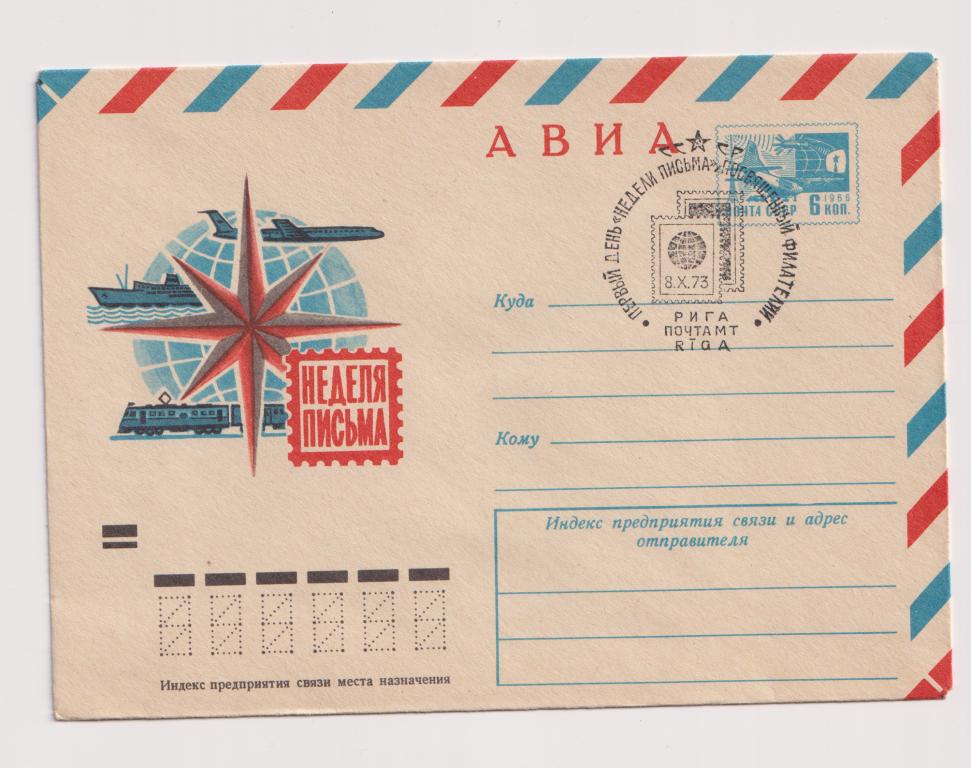 АВИА
1966
ПОЧТА СССР 6 КОП.
ПЕРВЫЙ ДЕНЬ «НЕДЕЛИ ПИСЬМА», ПОСВЯЩЕННЫЙ ФИЛАТЕЛИИ
8.X.73
РИГА
ПОЧТАМТ
RĪGA
НЕДЕЛЯ
ПИСЬМА
Куда
Кому
Индекс предприятия связи и адрес
отправителя
Индекс предприятия связи места назначения